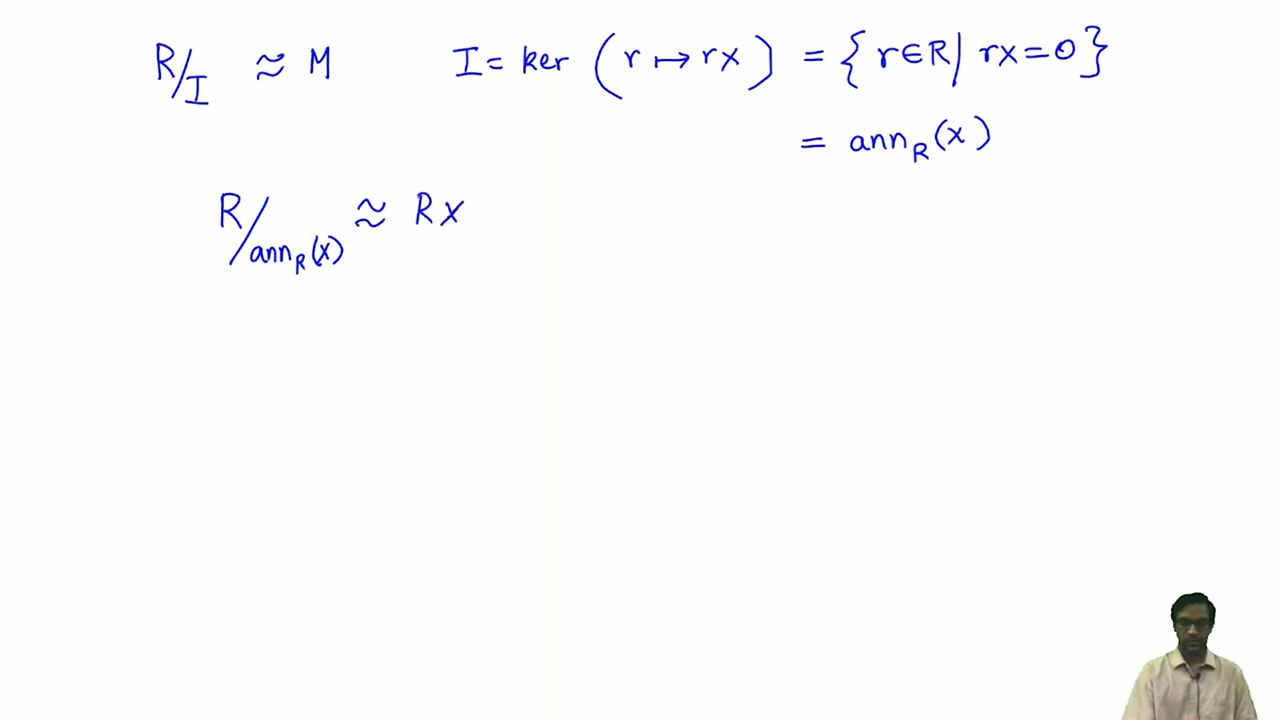 R/I ≈ M I = ker (r ↦ rx) = {r∈R | rx=0}
= ann_R(x)
R/ann_R(x) ≈ Rx